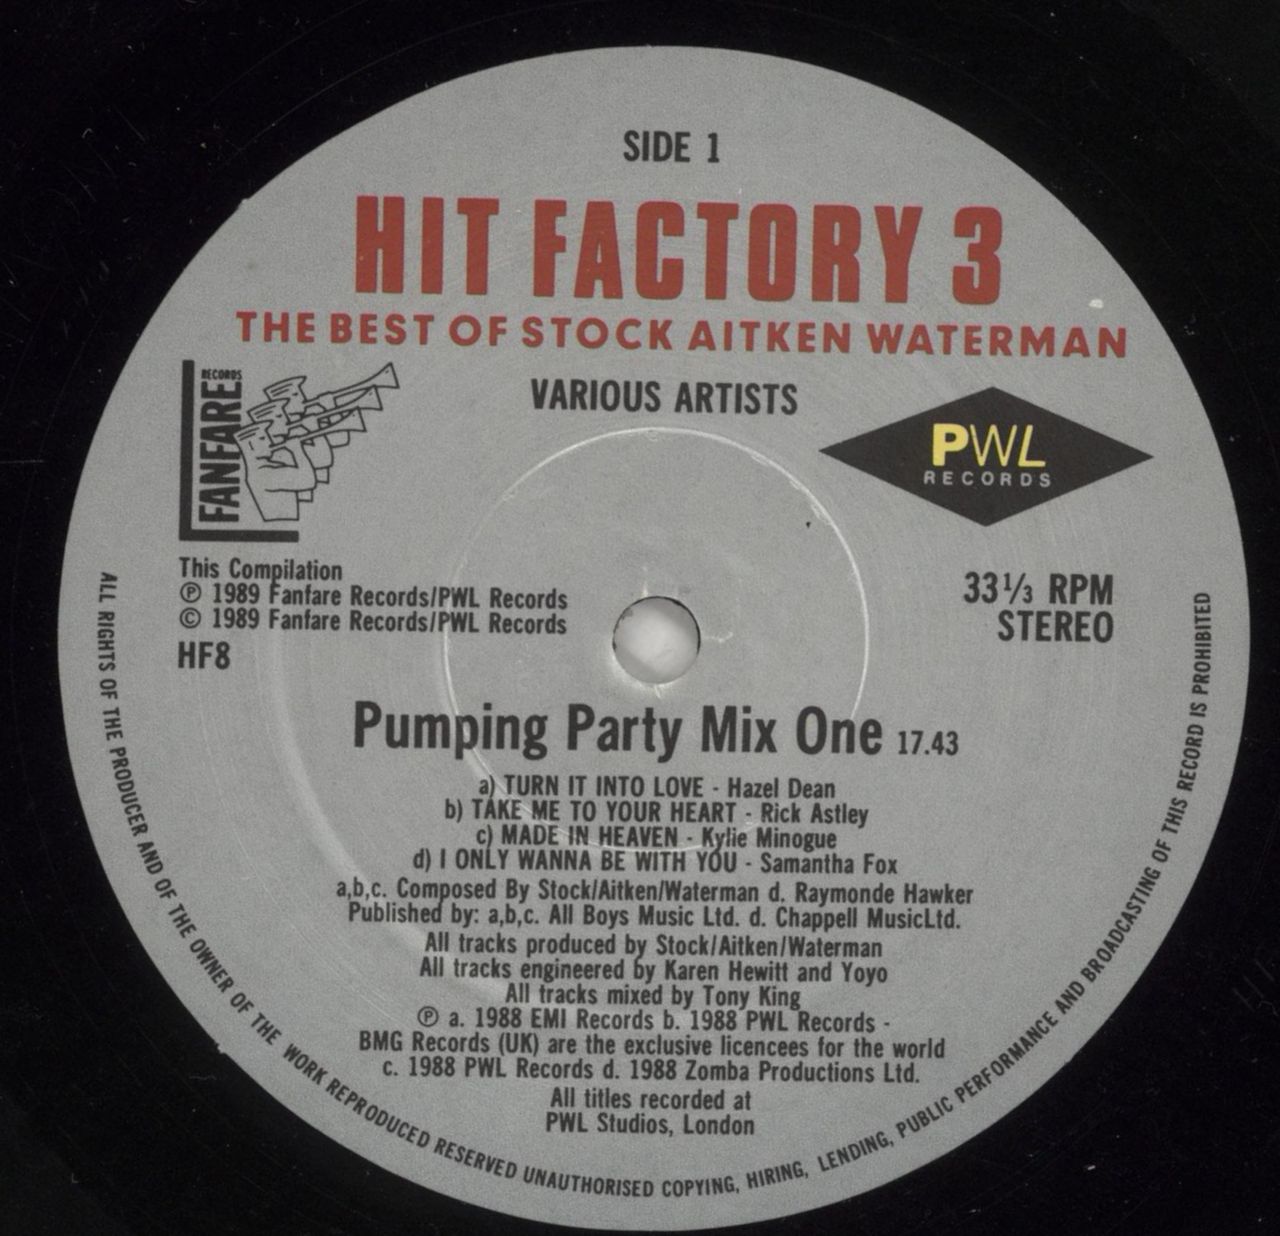 SIDE 1
HIT FACTORY 3
THE BEST OF STOCK AITKEN WATERMAN
VARIOUS ARTISTS
RECORDS
FANFARE
PWL
RECORDS
This Compilation
℗ 1989 Fanfare Records/PWL Records
© 1989 Fanfare Records/PWL Records
HF8
33⅓ RPM
STEREO
Pumping Party Mix One 17.43
a) TURN IT INTO LOVE - Hazel Dean
b) TAKE ME TO YOUR HEART - Rick Astley
c) MADE IN HEAVEN - Kylie Minogue
d) I ONLY WANNA BE WITH YOU - Samantha Fox
a,b,c. Composed By Stock/Aitken/Waterman d. Raymonde Hawker
Published by: a,b,c. All Boys Music Ltd. d. Chappell MusicLtd.
All tracks produced by Stock/Aitken/Waterman
All tracks engineered by Karen Hewitt and Yoyo
All tracks mixed by Tony King
℗ a. 1988 EMI Records b. 1988 PWL Records -
BMG Records (UK) are the exclusive licencees for the world
c. 1988 PWL Records d. 1988 Zomba Productions Ltd.
All titles recorded at
PWL Studios, London
ALL RIGHTS OF THE PRODUCER AND OF THE OWNER OF THE WORK REPRODUCED RESERVED UNAUTHORISED COPYING, HIRING, LENDING, PUBLIC PERFORMANCE AND BROADCASTING OF THIS RECORD IS PROHIBITED